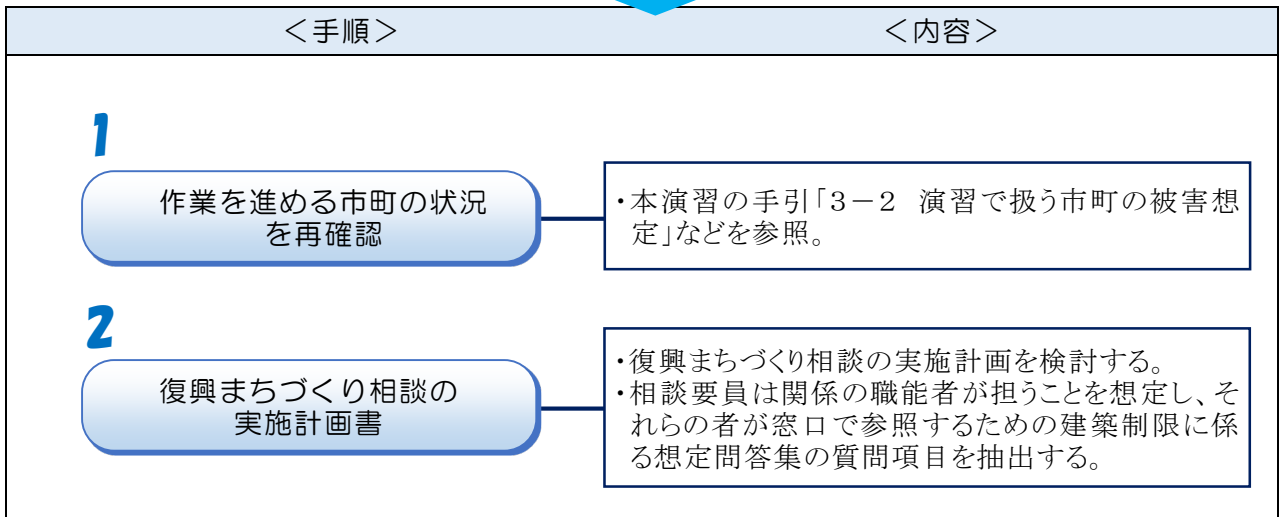 ＜手順＞
＜内容＞
1
作業を進める市町の状況
を再確認
・本演習の手引「３－２ 演習で扱う市町の被害想
定」などを参照。
2
復興まちづくり相談の
実施計画書
・復興まちづくり相談の実施計画を検討する。
・相談要員は関係の職能者が担うことを想定し、そ
れらの者が窓口で参照するための建築制限に係
る想定問答集の質問項目を抽出する。